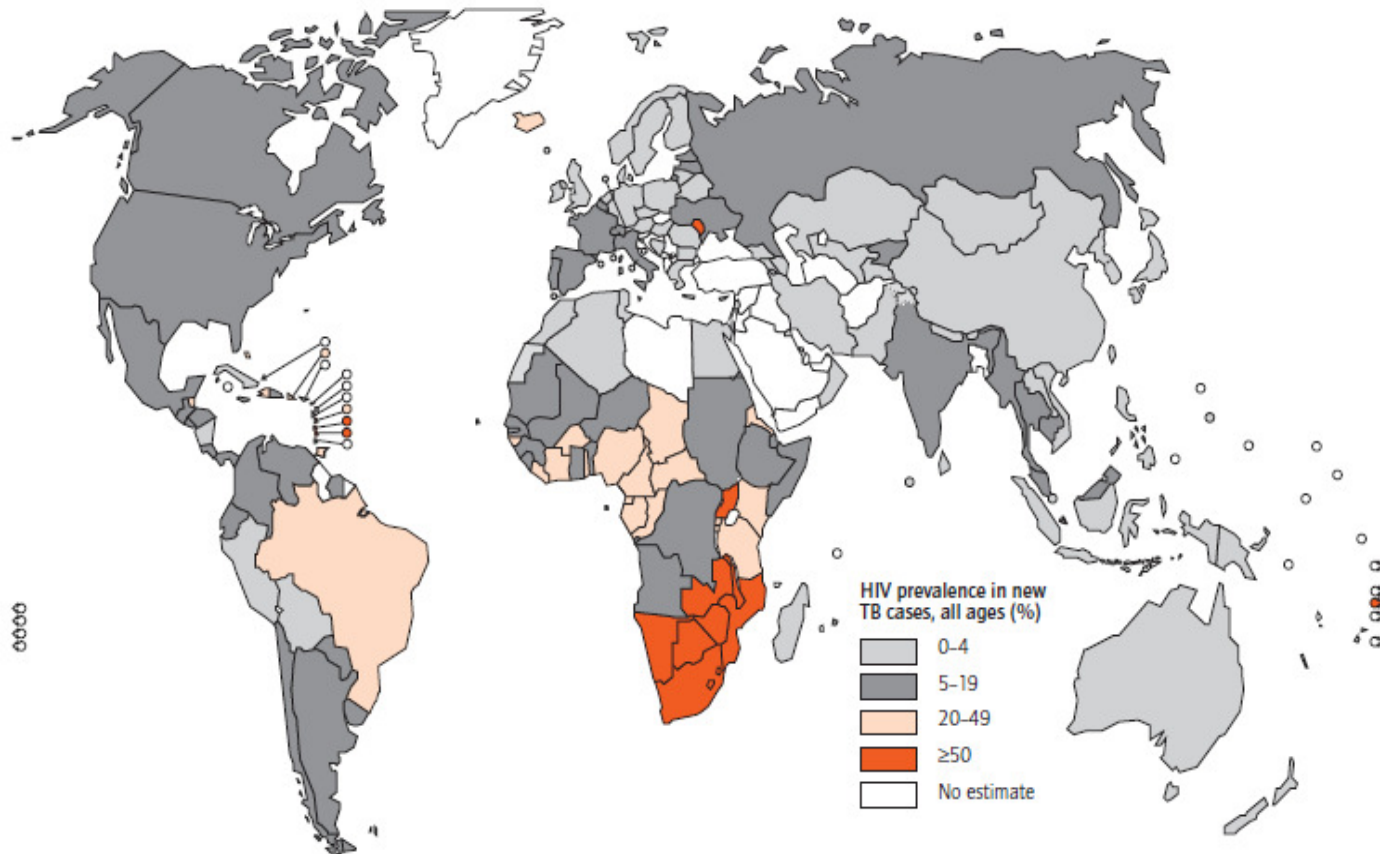 HIV prevalence in new
TB cases, all ages (%)
0–4
5–19
20–49
≥50
No estimate